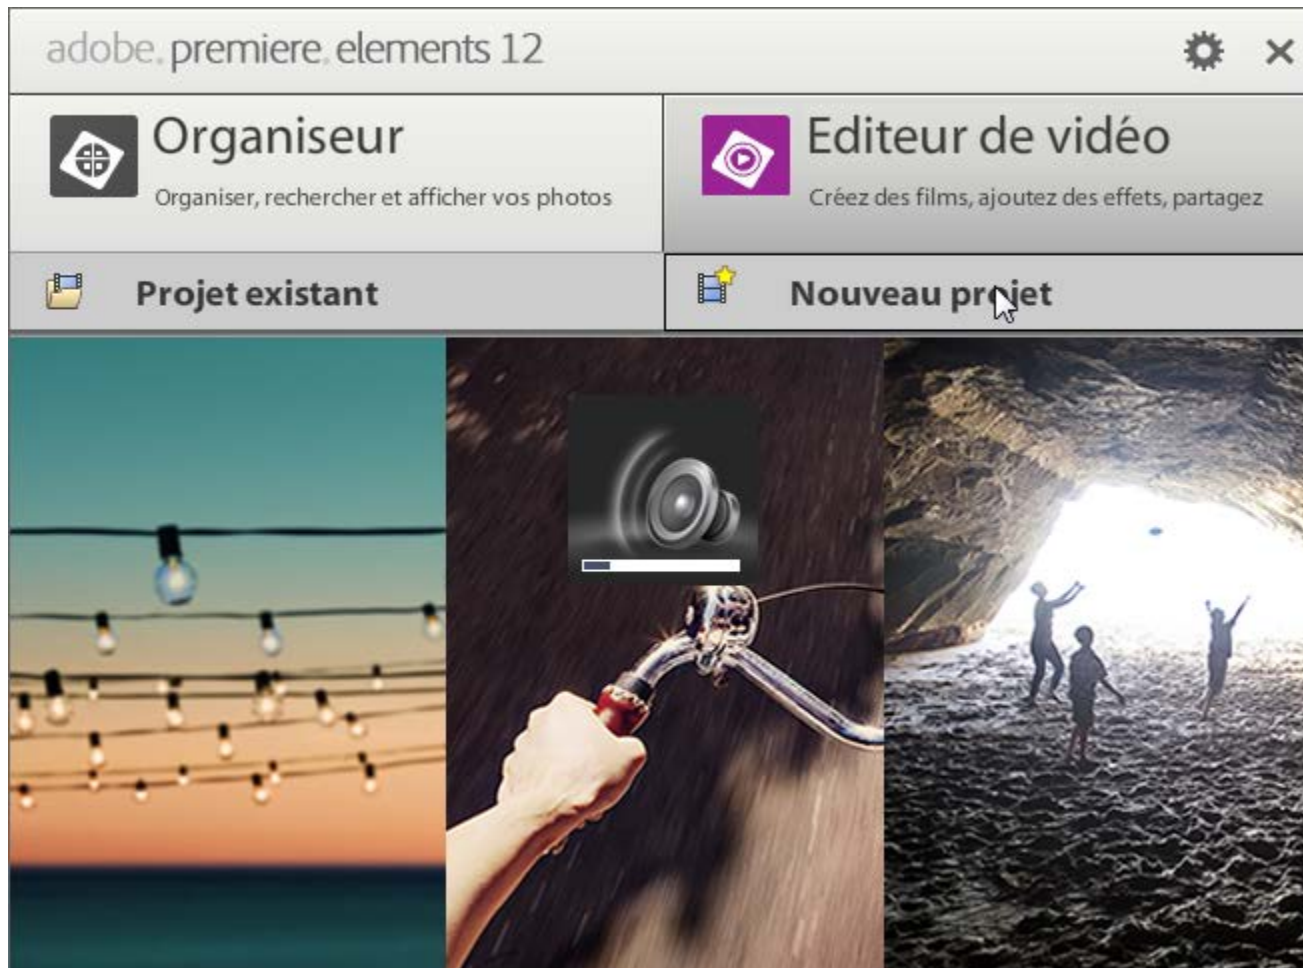 adobe® premiere® elements 12
Organiseur
Organiser, rechercher et afficher vos photos
Editeur de vidéo
Créez des films, ajoutez des effets, partagez
Projet existant
Nouveau projet